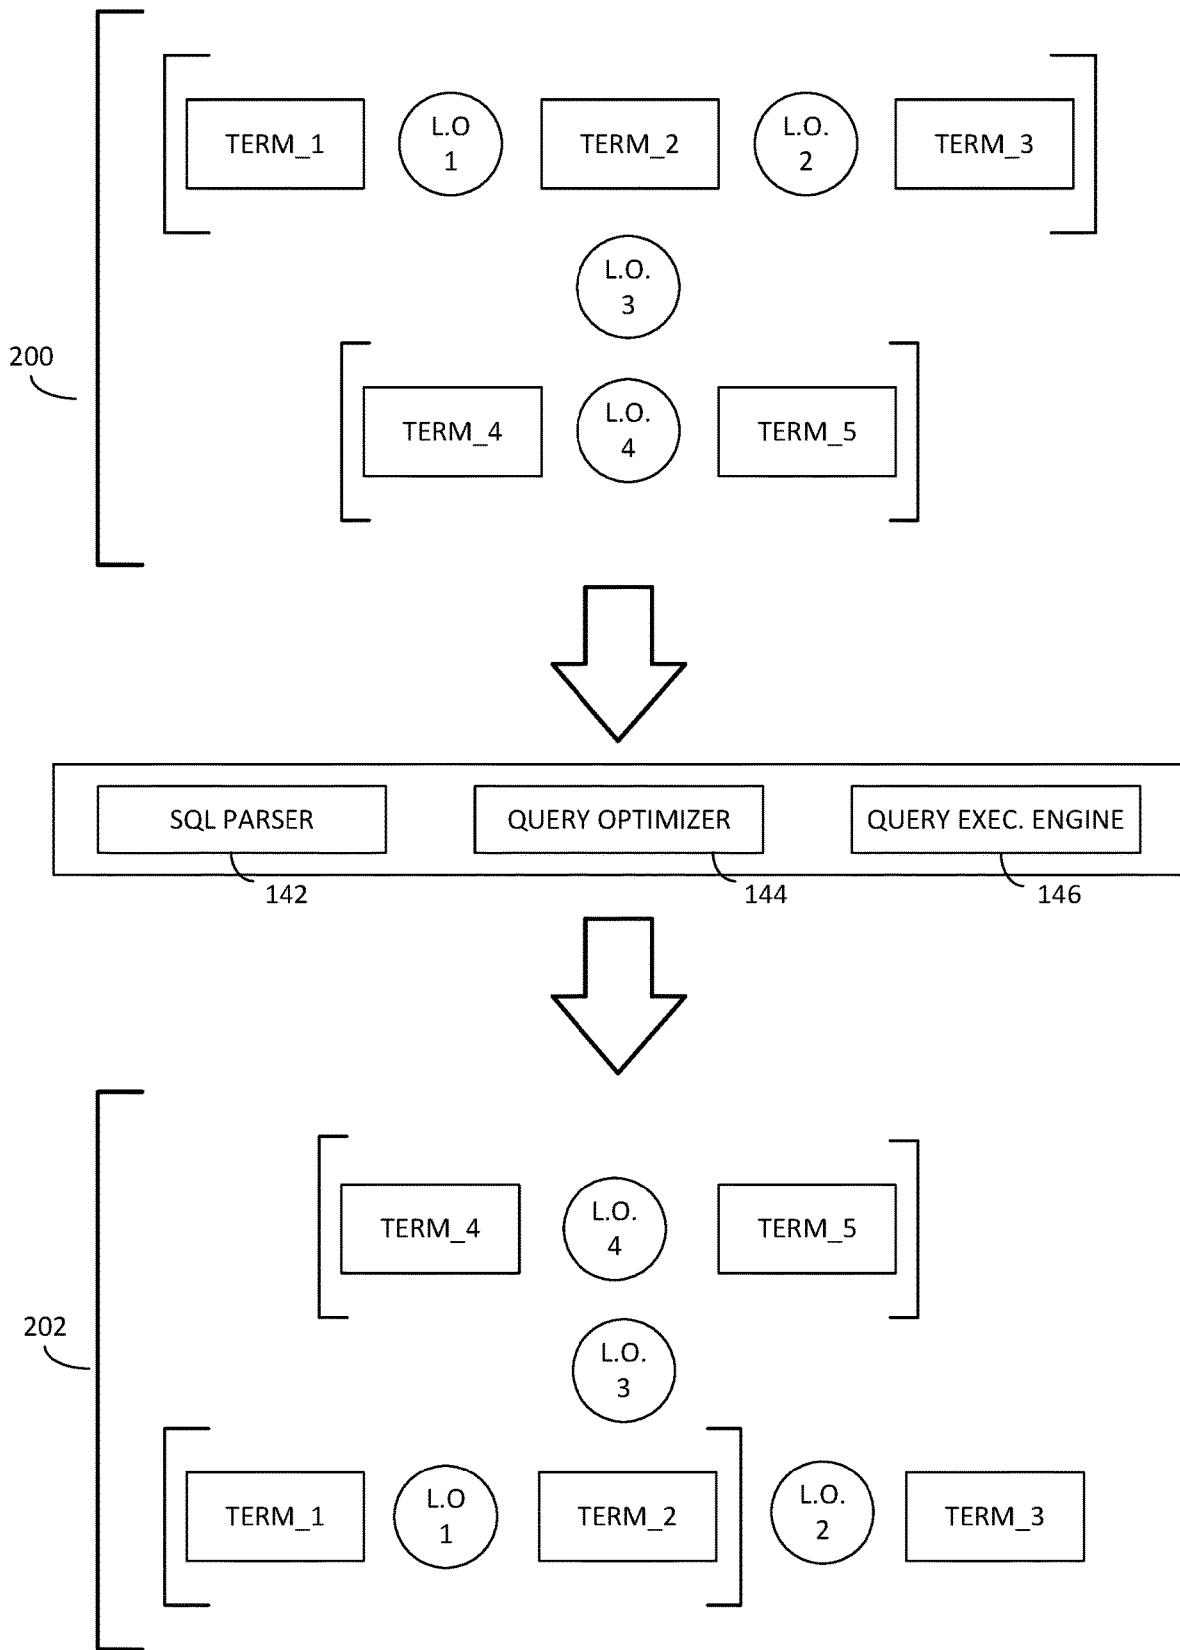 TERM_1
L.O
1
TERM_2
L.O.
2
TERM_3
L.O.
3
200
TERM_4
L.O.
4
TERM_5
SQL PARSER
QUERY OPTIMIZER
QUERY EXEC. ENGINE
142
144
146
TERM_4
L.O.
4
TERM_5
202
L.O.
3
TERM_1
L.O
1
TERM_2
L.O.
2
TERM_3